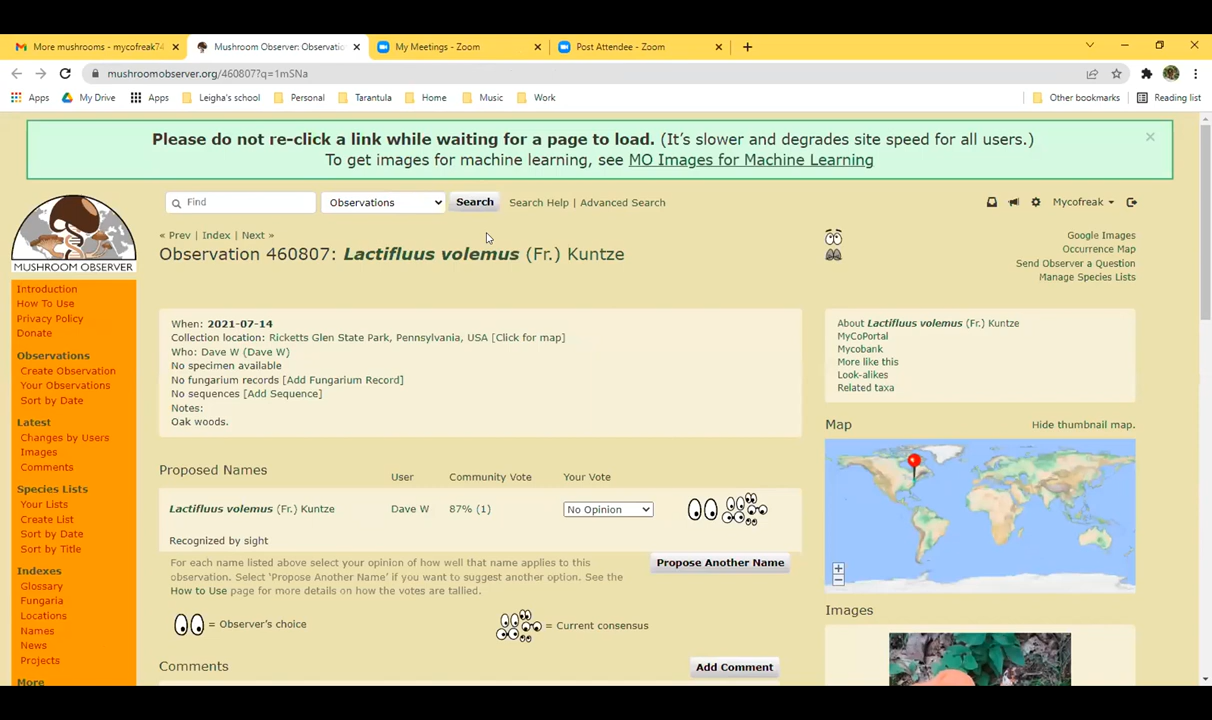 More mushrooms - mycofreak74
Mushroom Observer: Observatio
My Meetings - Zoom
Post Attendee - Zoom
mushroomobserver.org/460807?q=1mSNa
Apps
My Drive
Apps
Leigha's school
Personal
Tarantula
Home
Music
Work
Other bookmarks
Reading list
Please do not re-click a link while waiting for a page to load. (It's slower and degrades site speed for all users.)
To get images for machine learning, see MO Images for Machine Learning
Find
Observations
Search
Search Help | Advanced Search
Mycofreak
MUSHROOM OBSERVER
« Prev | Index | Next »
Observation 460807: Lactifluus volemus (Fr.) Kuntze
Google Images
Occurrence Map
Send Observer a Question
Manage Species Lists
Introduction
How To Use
Privacy Policy
Donate
Observations
Create Observation
Your Observations
Sort by Date
Latest
Changes by Users
Images
Comments
Species Lists
Your Lists
Create List
Sort by Date
Sort by Title
Indexes
Glossary
Fungaria
Locations
Names
News
Projects
More
When: 2021-07-14
Collection location: Ricketts Glen State Park, Pennsylvania, USA [Click for map]
Who: Dave W (Dave W)
No specimen available
No fungarium records [Add Fungarium Record]
No sequences [Add Sequence]
Notes:
Oak woods.
Proposed Names
User
Community Vote
Your Vote
Lactifluus volemus (Fr.) Kuntze
Dave W
87% (1)
No Opinion
Recognized by sight
For each name listed above select your opinion of how well that name applies to this
observation. Select 'Propose Another Name' if you want to suggest another option. See the
How to Use page for more details on how the votes are tallied.
Propose Another Name
= Observer's choice
= Current consensus
Comments
Add Comment
About Lactifluus volemus (Fr.) Kuntze
MyCoPortal
Mycobank
More like this
Look-alikes
Related taxa
Map
Hide thumbnail map.
+
−
Images